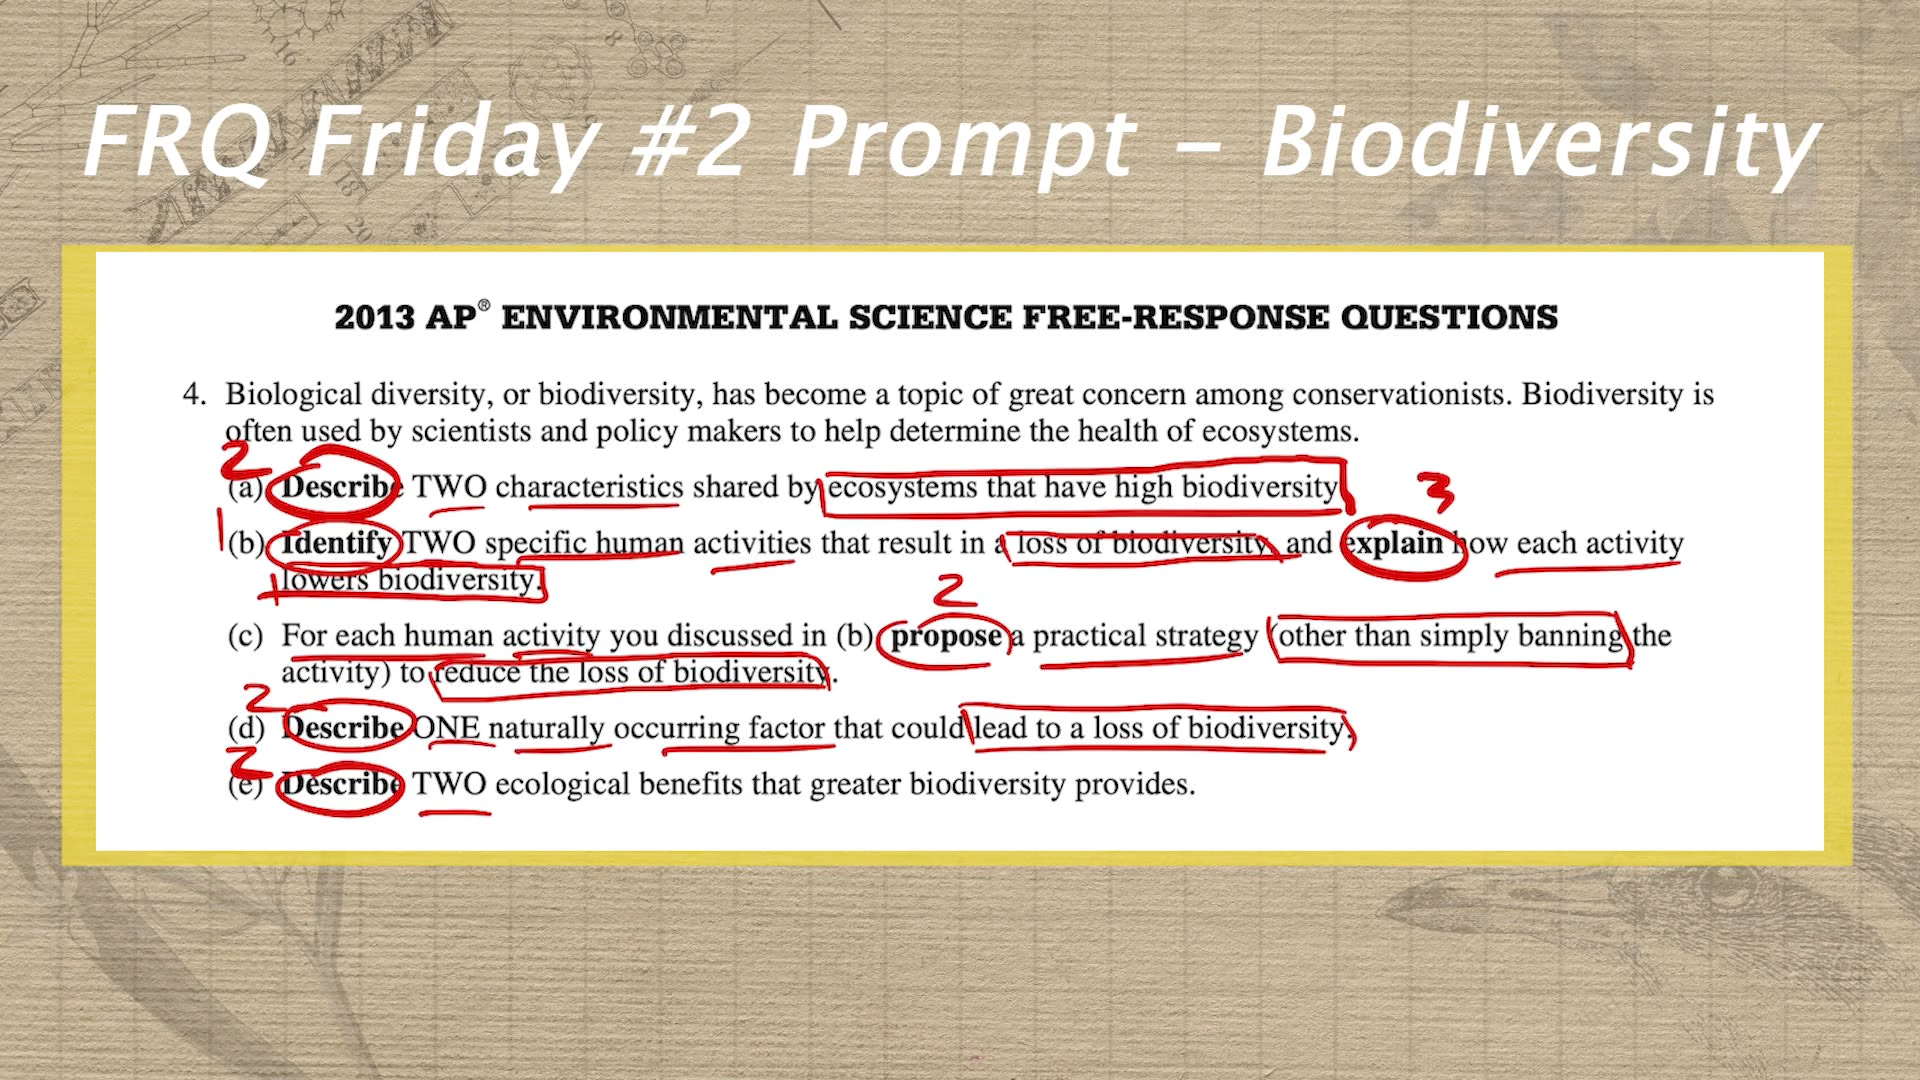 FRQ Friday #2 Prompt – Biodiversity
2013 AP® ENVIRONMENTAL SCIENCE FREE-RESPONSE QUESTIONS
4. Biological diversity, or biodiversity, has become a topic of great concern among conservationists. Biodiversity is
often used by scientists and policy makers to help determine the health of ecosystems.
2
(a) Describe TWO characteristics shared by ecosystems that have high biodiversity.
3
1
(b) Identify TWO specific human activities that result in a loss of biodiversity, and explain how each activity
lowers biodiversity.
2
(c) For each human activity you discussed in (b) propose a practical strategy (other than simply banning the
activity) to reduce the loss of biodiversity.
2
(d) Describe ONE naturally occurring factor that could lead to a loss of biodiversity.
2
(e) Describe TWO ecological benefits that greater biodiversity provides.